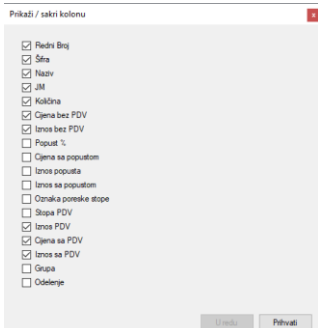 Prikaži / sakri kolonu
x
Redni Broj
Šifra
Naziv
JM
Količina
Cijena bez PDV
Iznos bez PDV
Popust %
Cijena sa popustom
Iznos popusta
Iznos sa popustom
Oznaka poreske stope
Stopa PDV
Iznos PDV
Cijena sa PDV
Iznos sa PDV
Grupa
Odelenje
U redu Prihvati